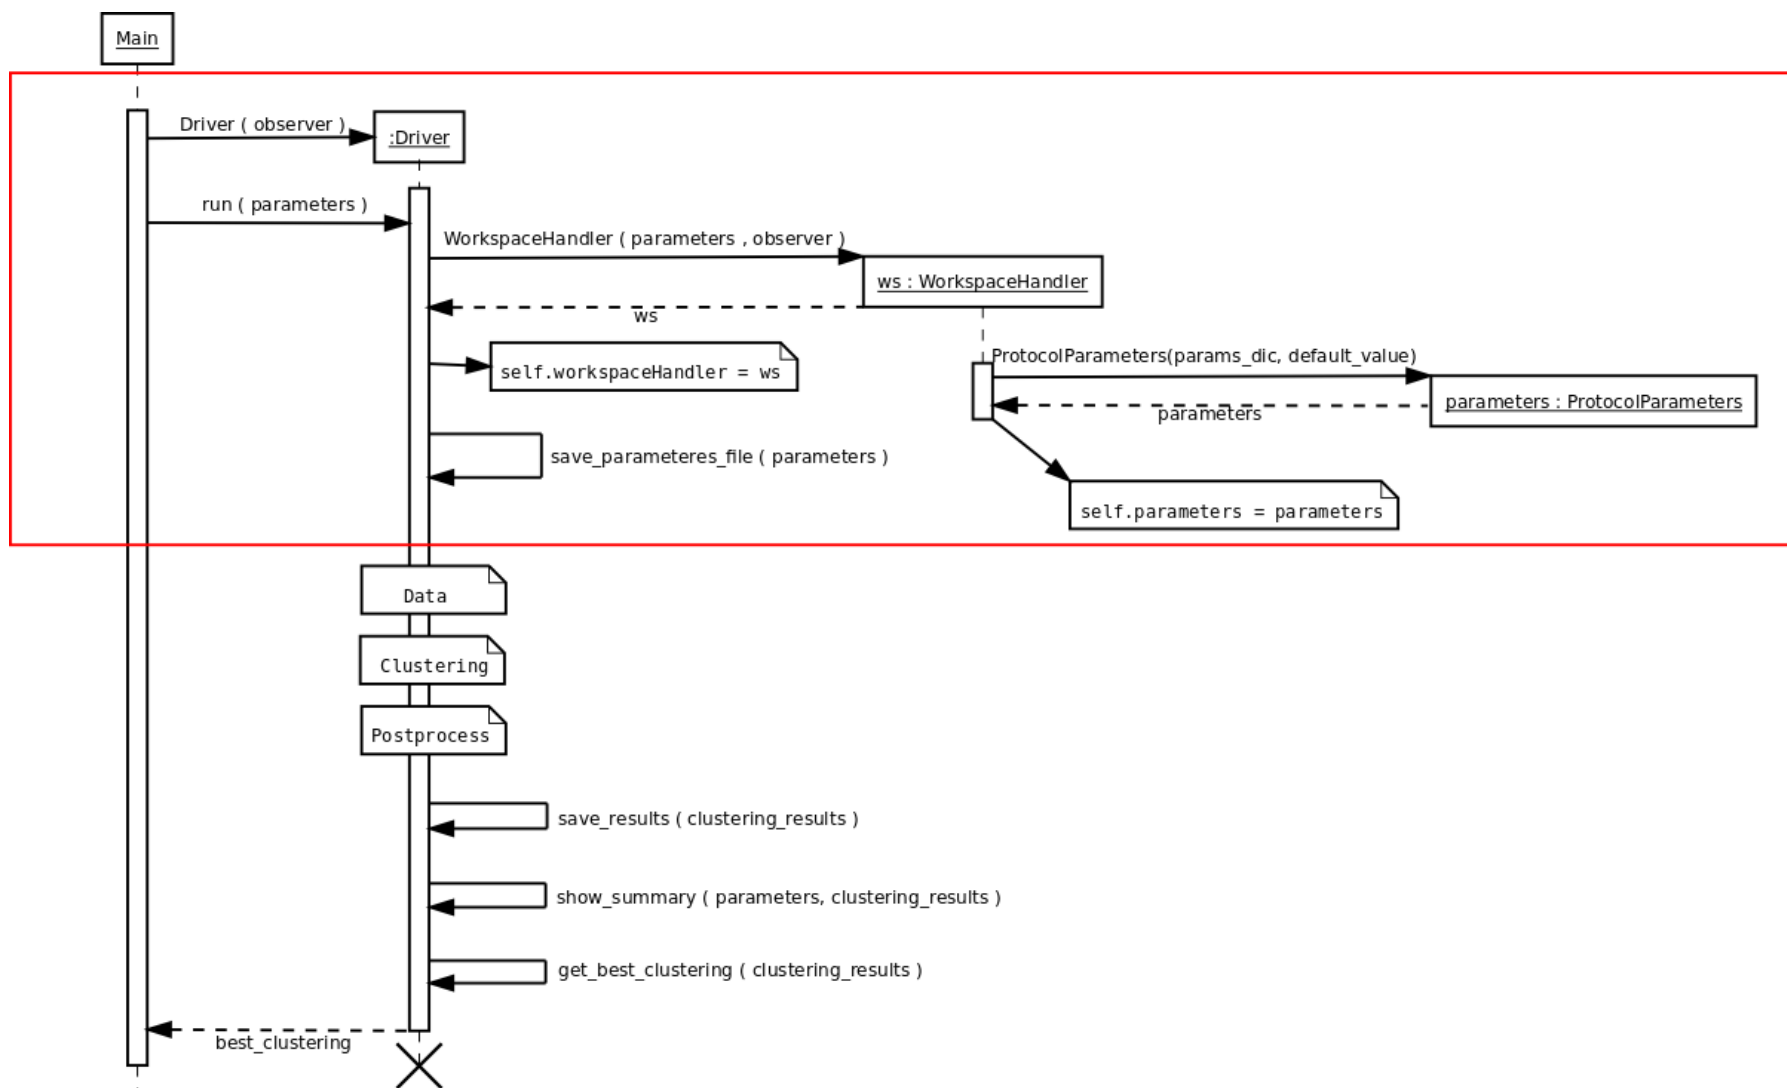 Main
Driver ( observer )
:Driver
run ( parameters )
WorkspaceHandler ( parameters , observer )
ws : WorkspaceHandler
ws
ProtocolParameters(params_dic, default_value)
self.workspaceHandler = ws
parameters : ProtocolParameters
parameters
save_parameteres_file ( parameters )
self.parameters = parameters
Data
Clustering
Postprocess
save_results ( clustering_results )
show_summary ( parameters, clustering_results )
get_best_clustering ( clustering_results )
best_clustering